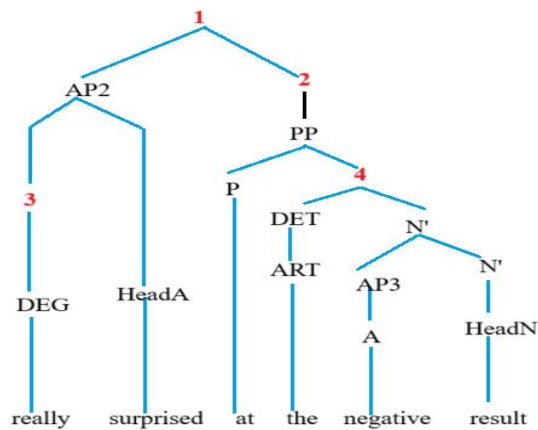 1
AP2 2
PP
3 P 4
DET N'
ART AP3 N'
DEG HeadA A HeadN
really surprised at the negative result